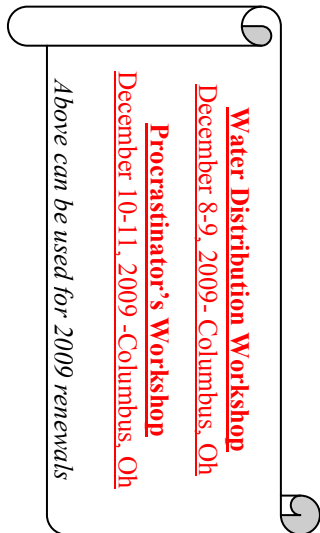 Water Distribution Workshop
December 8-9, 2009- Columbus, Oh
Procrastinator's Workshop
December 10-11, 2009 -Columbus, Oh
Above can be used for 2009 renewals